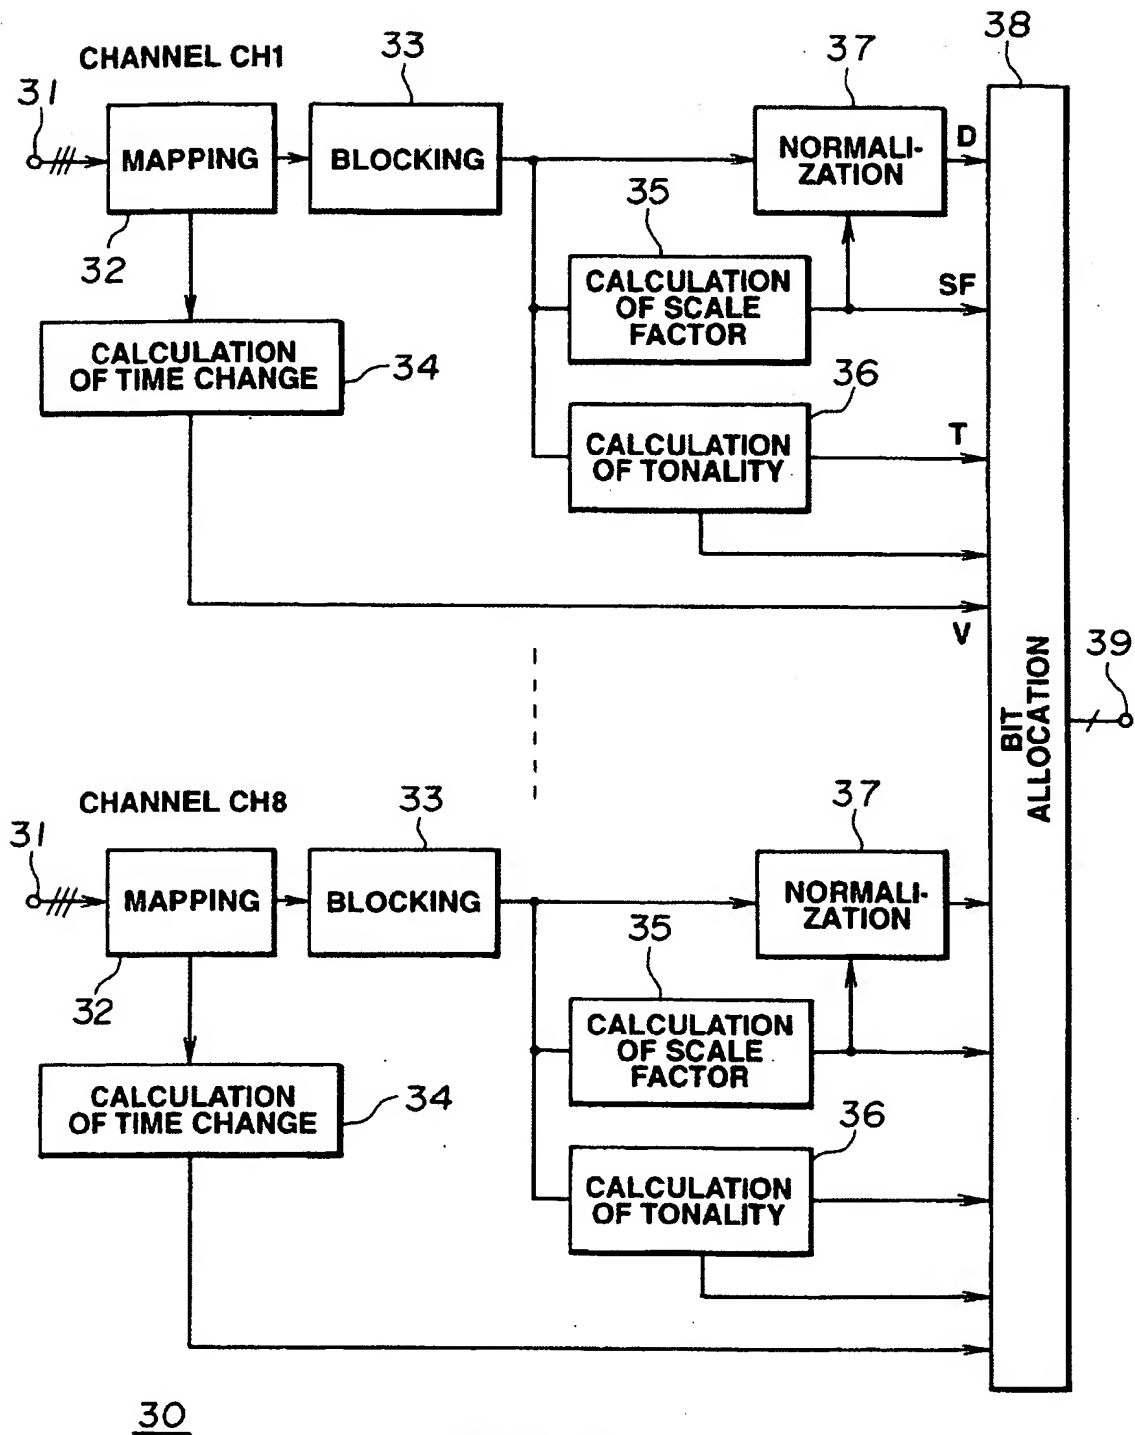 38
33
37
CHANNEL CH1
31
MAPPING
BLOCKING
NORMALI-
ZATION
D
32
35
CALCULATION
OF SCALE
FACTOR
SF
CALCULATION
OF TIME CHANGE
34
36
CALCULATION
OF TONALITY
T
V
BIT
ALLOCATION
39
CHANNEL CH8
33
37
31
MAPPING
BLOCKING
NORMALI-
ZATION
32
35
CALCULATION
OF SCALE
FACTOR
CALCULATION
OF TIME CHANGE
34
36
CALCULATION
OF TONALITY
30